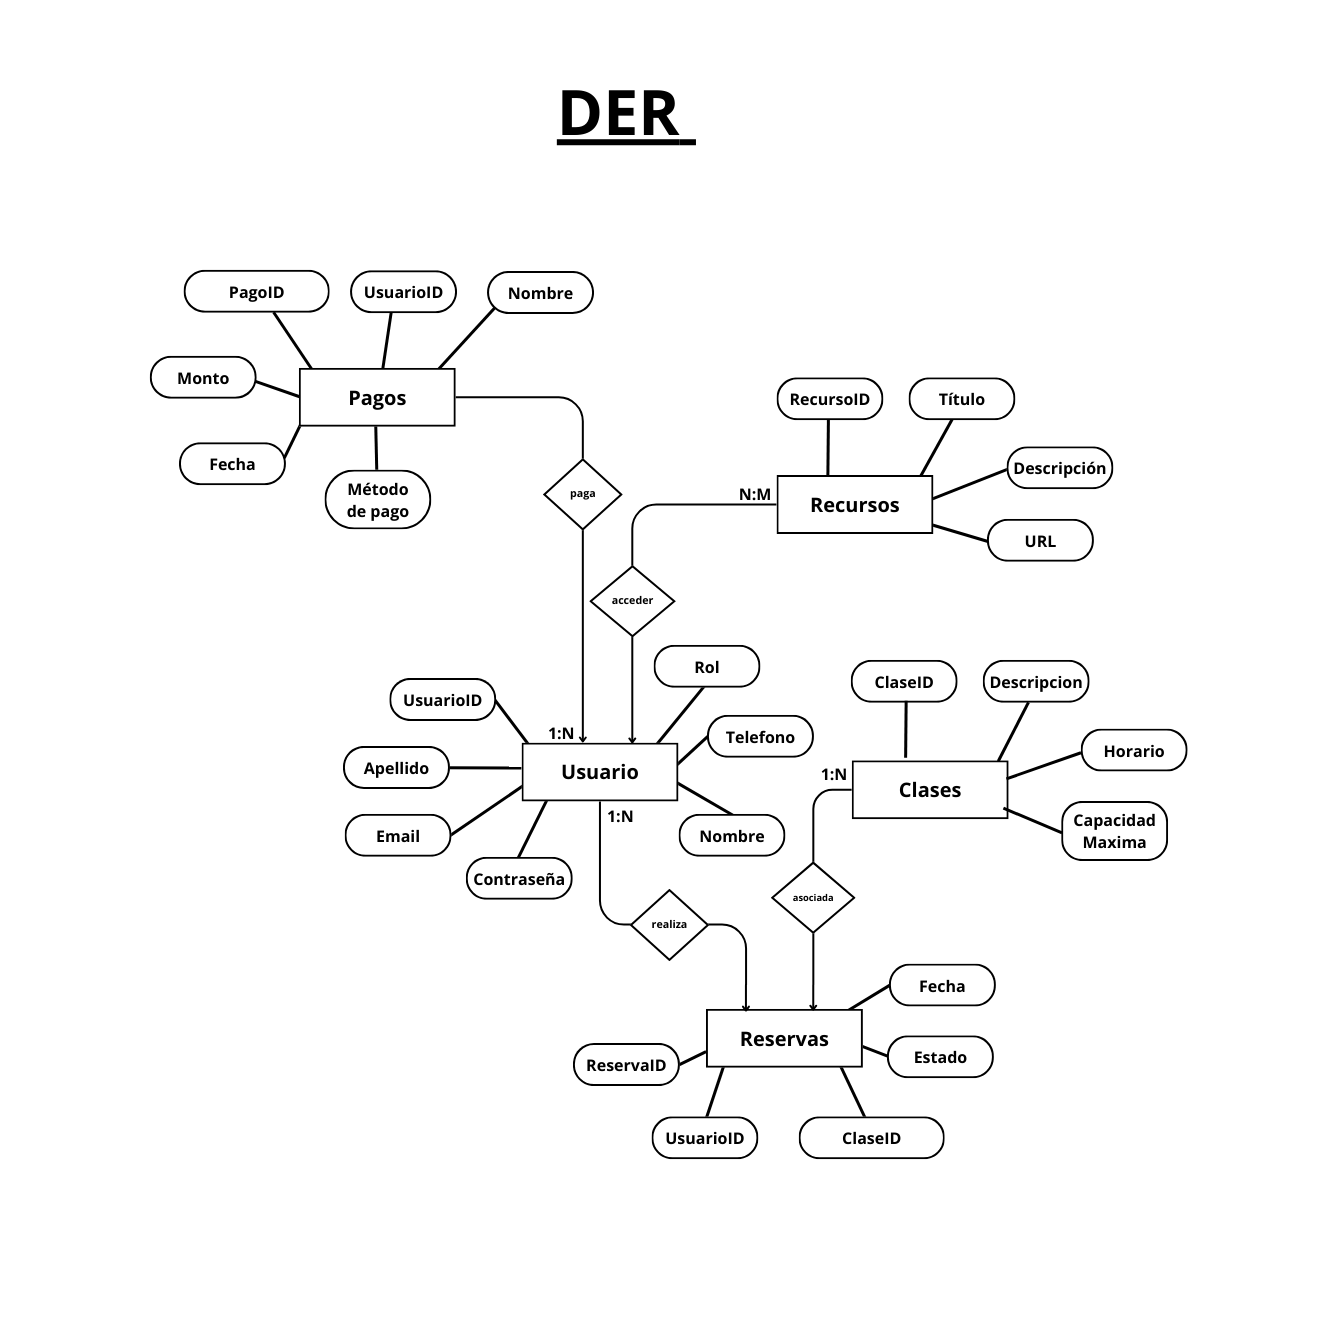 DER
PagoID
UsuarioID
Nombre
Monto
Pagos
Fecha
Método
de pago
paga
RecursoID
Título
Descripción
N:M
Recursos
URL
acceder
Rol
UsuarioID
Telefono
1:N
Apellido
Usuario
1:N
Email
Nombre
Contraseña
ClaseID
Descripcion
Horario
1:N
Clases
Capacidad
Maxima
asociada
realiza
Fecha
Reservas
Estado
ReservaID
UsuarioID
ClaseID